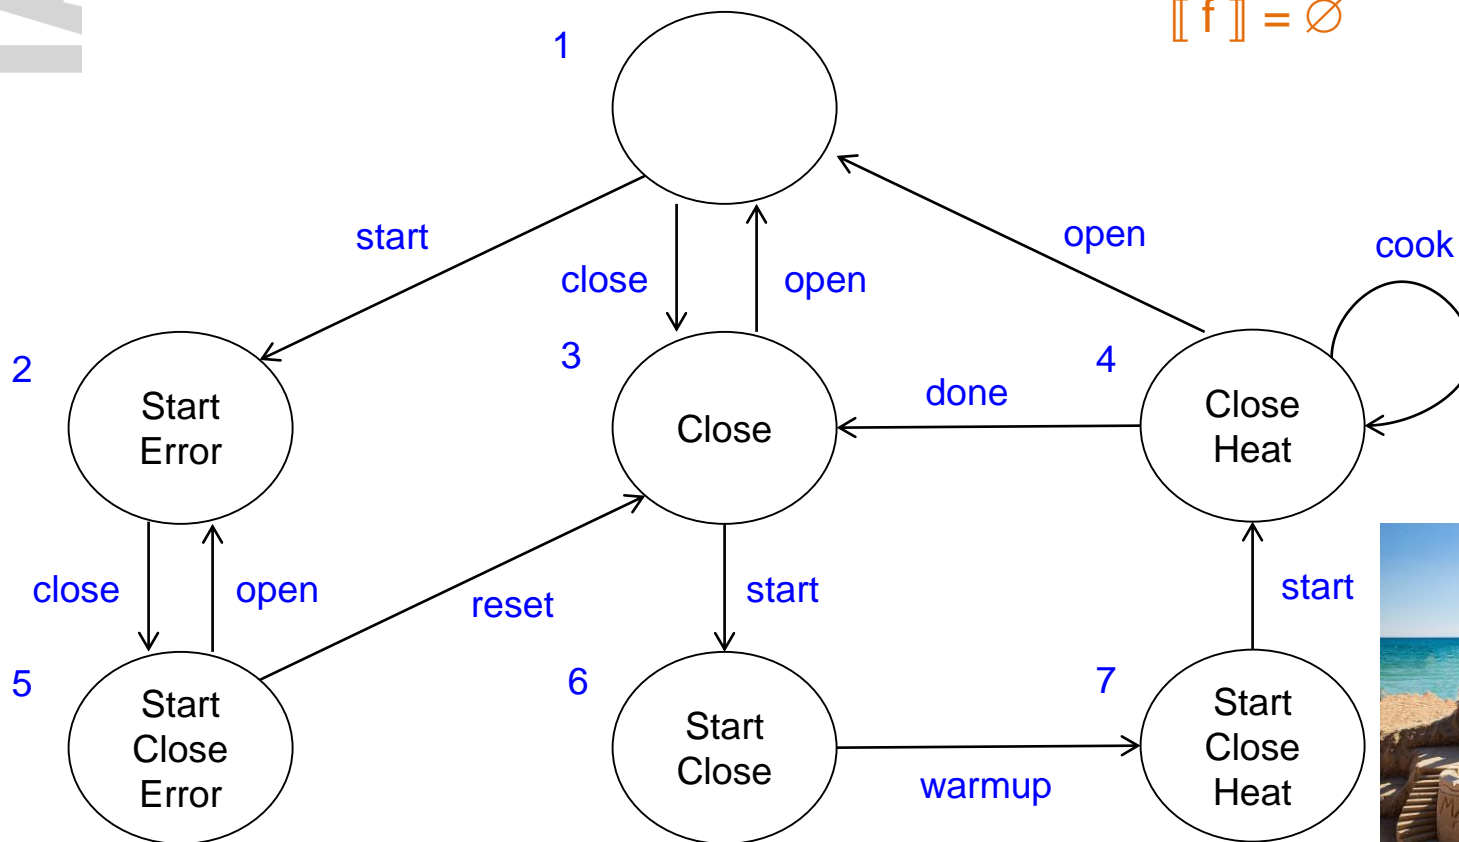 ⟦ f ⟧ = ∅
1
start
close
open
open
cook
2
3
4
Start
Error
Close
done
Close
Heat
close
open
reset
start
start
5
6
7
Start
Close
Error
Start
Close
warmup
Start
Close
Heat